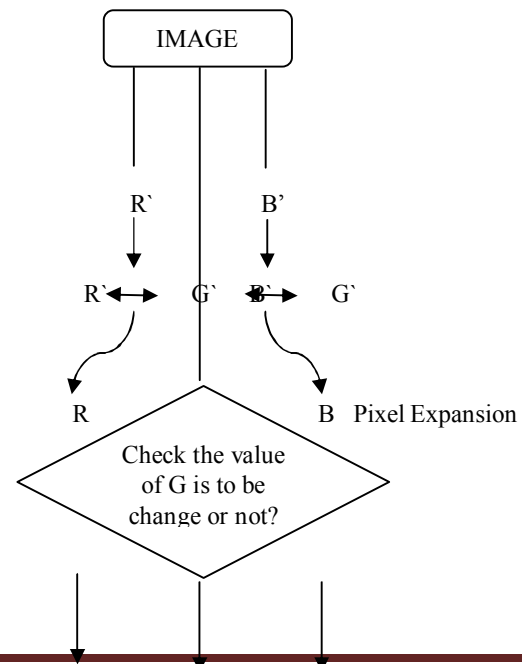 IMAGE
R` B’
R` G` B` G`
R B Pixel Expansion
Check the value
of G is to be
change or not?